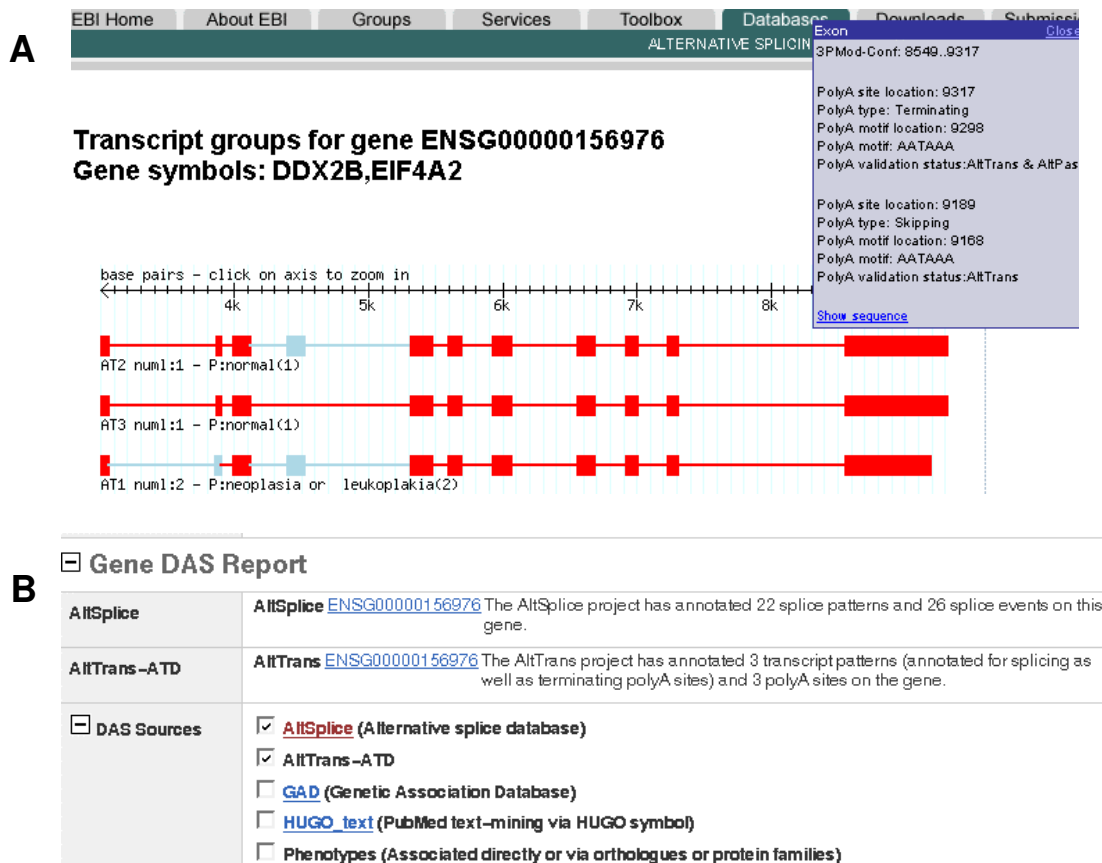 A
EBI Home About EBI Groups Services Toolbox Databases Downloads
ALTERNATIVE
Exon Close
3PMod-Conf: 8549..9317
PolyA site location: 9317
PolyA type: Terminating
PolyA motif location: 9298
PolyA motif: AATAAA
PolyA validation status:AltTrans & AltPas
PolyA site location: 9189
PolyA type: Skipping
PolyA motif location: 9168
PolyA motif: AATAAA
PolyA validation status:AltTrans
Show sequence
Transcript groups for gene ENSG00000156976
Gene symbols: DDX2B,EIF4A2
base pairs - click on axis to zoom in
4k 5k 6k 7k 8k
AT2 numl:1 - P:normal(1)
AT3 numl:1 - P:normal(1)
AT1 numl:2 - P:neoplasia or leukoplakia(2)
B
Gene DAS Report
AltSplice AltSplice ENSG00000156976 The AltSplice project has annotated 22 splice patterns and 26 splice events on this
gene.
AltTrans-ATD AltTrans ENSG00000156976 The AltTrans project has annotated 3 transcript patterns (annotated for splicing as
well as terminating polyA sites) and 3 polyA sites on the gene.
DAS Sources AltSplice (Alternative splice database)
AltTrans-ATD
GAD (Genetic Association Database)
HUGO_text (PubMed text-mining via HUGO symbol)
Phenotypes (Associated directly or via orthologues or protein families)